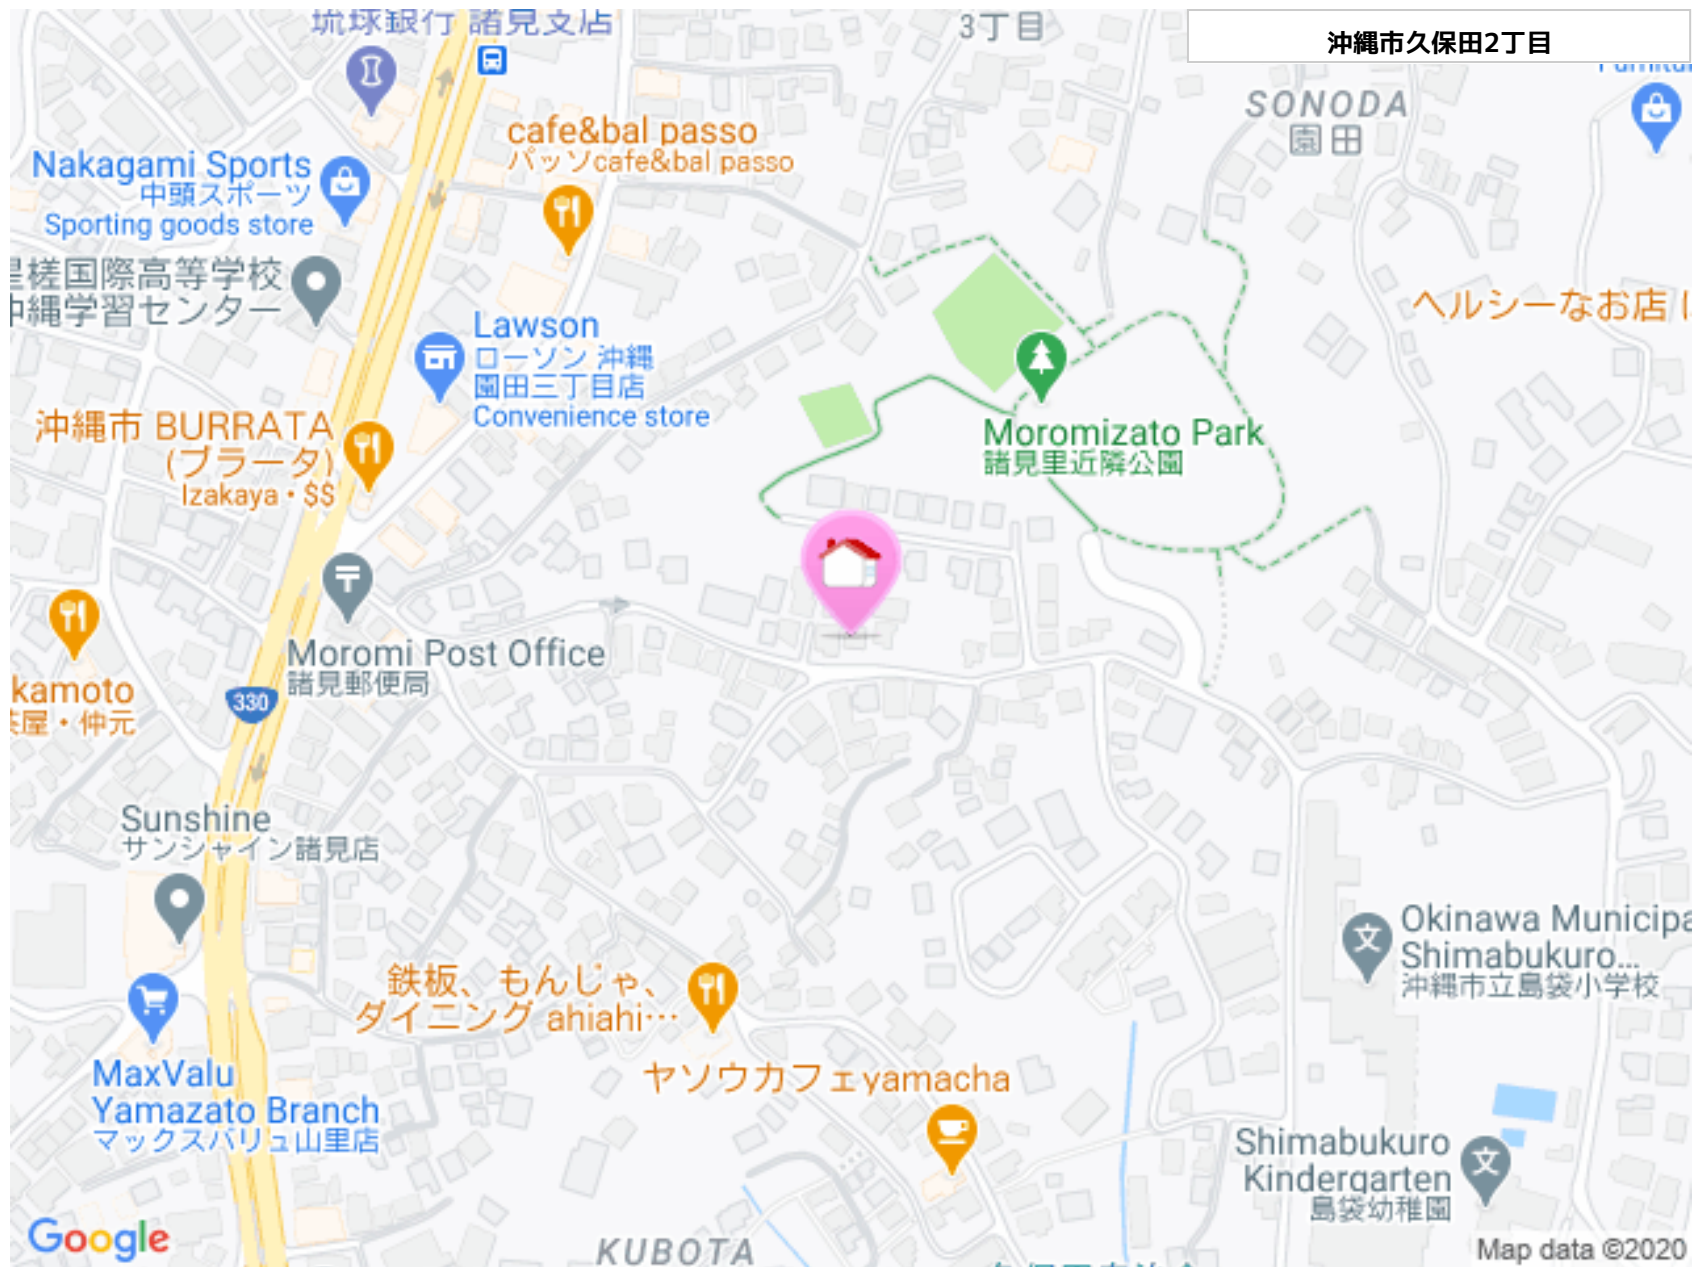 琉球銀行 諸見支店
3丁目
沖縄市久保田2丁目
SONODA
園田
cafe&bal passo
パッソcafe&bal passo
Nakagami Sports
中頭スポーツ
Sporting goods store
星槎国際高等学校
沖縄学習センター
ヘルシーなお店
Lawson
ローソン 沖縄
園田三丁目店
Convenience store
沖縄市 BURRATA
(ブラータ)
Izakaya・$$
Moromizato Park
諸見里近隣公園
Moromi Post Office
諸見郵便局
kamoto
屋・仲元
330
Sunshine
サンシャイン諸見店
Okinawa Municipa
Shimabukuro...
沖縄市立島袋小学校
鉄板、もんじゃ、
ダイニング ahiahi…
ヤソウカフェyamacha
MaxValu
Yamazato Branch
マックスバリュ山里店
Shimabukuro
Kindergarten
島袋幼稚園
文
文
Google
KUBOTA
Map data ©2020